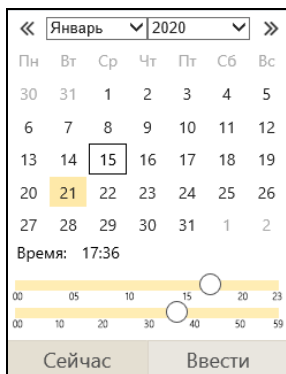 « Январь 2020 »
Пн Вт Ср Чт Пт Сб Вс
30 31 1 2 3 4 5
6 7 8 9 10 11 12
13 14 15 16 17 18 19
20 21 22 23 24 25 26
27 28 29 30 31 1 2
Время: 17:36
00 05 10 15 20 23
00 10 20 30 40 50 59
Сейчас Ввести